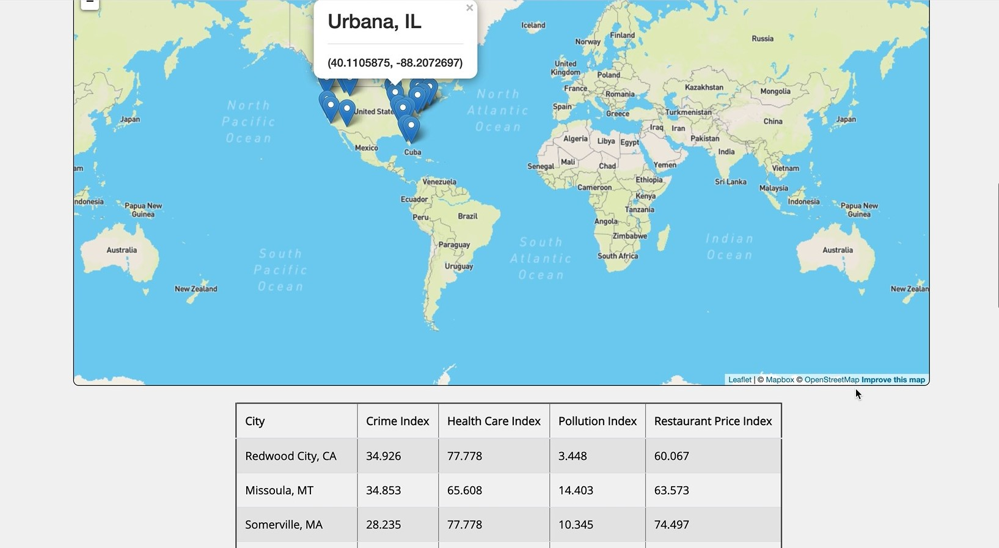 −
Urbana, IL
×
(40.1105875, -88.2072697)
Iceland
Finland
Norway
Russia
United
Kingdom
Poland
France
Romania
Kazakhstan
Mongolia
Spain
Greece
Turkmenistan
Japan
China
Japan
North
Pacific
Ocean
North
Atlantic
Ocean
United State
Mexico
Cuba
Iraq
Iran
Algeria
Libya
Egypt
Pakistan
India
Senegal
Mali
Chad
Yemen
Vietnam
am
Venezuela
Cameroon
Ethiopia
Sri Lanka
Malaysia
Ecuador
Kenya
Indonesia
ndonesia
Papua New
Guinea
Papua New
Guinea
Peru
Brazil
Tanzania
Angola
Zimbabwe
Paraguay
South Africa
Uruguay
Australia
Australia
South
Pacific
Ocean
South
Atlantic
Ocean
Indian
Ocean
New Zealand
New Zealan
Leaflet | © Mapbox © OpenStreetMap Improve this map
City Crime Index Health Care Index Pollution Index Restaurant Price Index
Redwood City, CA 34.926 77.778 3.448 60.067
Missoula, MT 34.853 65.608 14.403 63.573
Somerville, MA 28.235 77.778 10.345 74.497